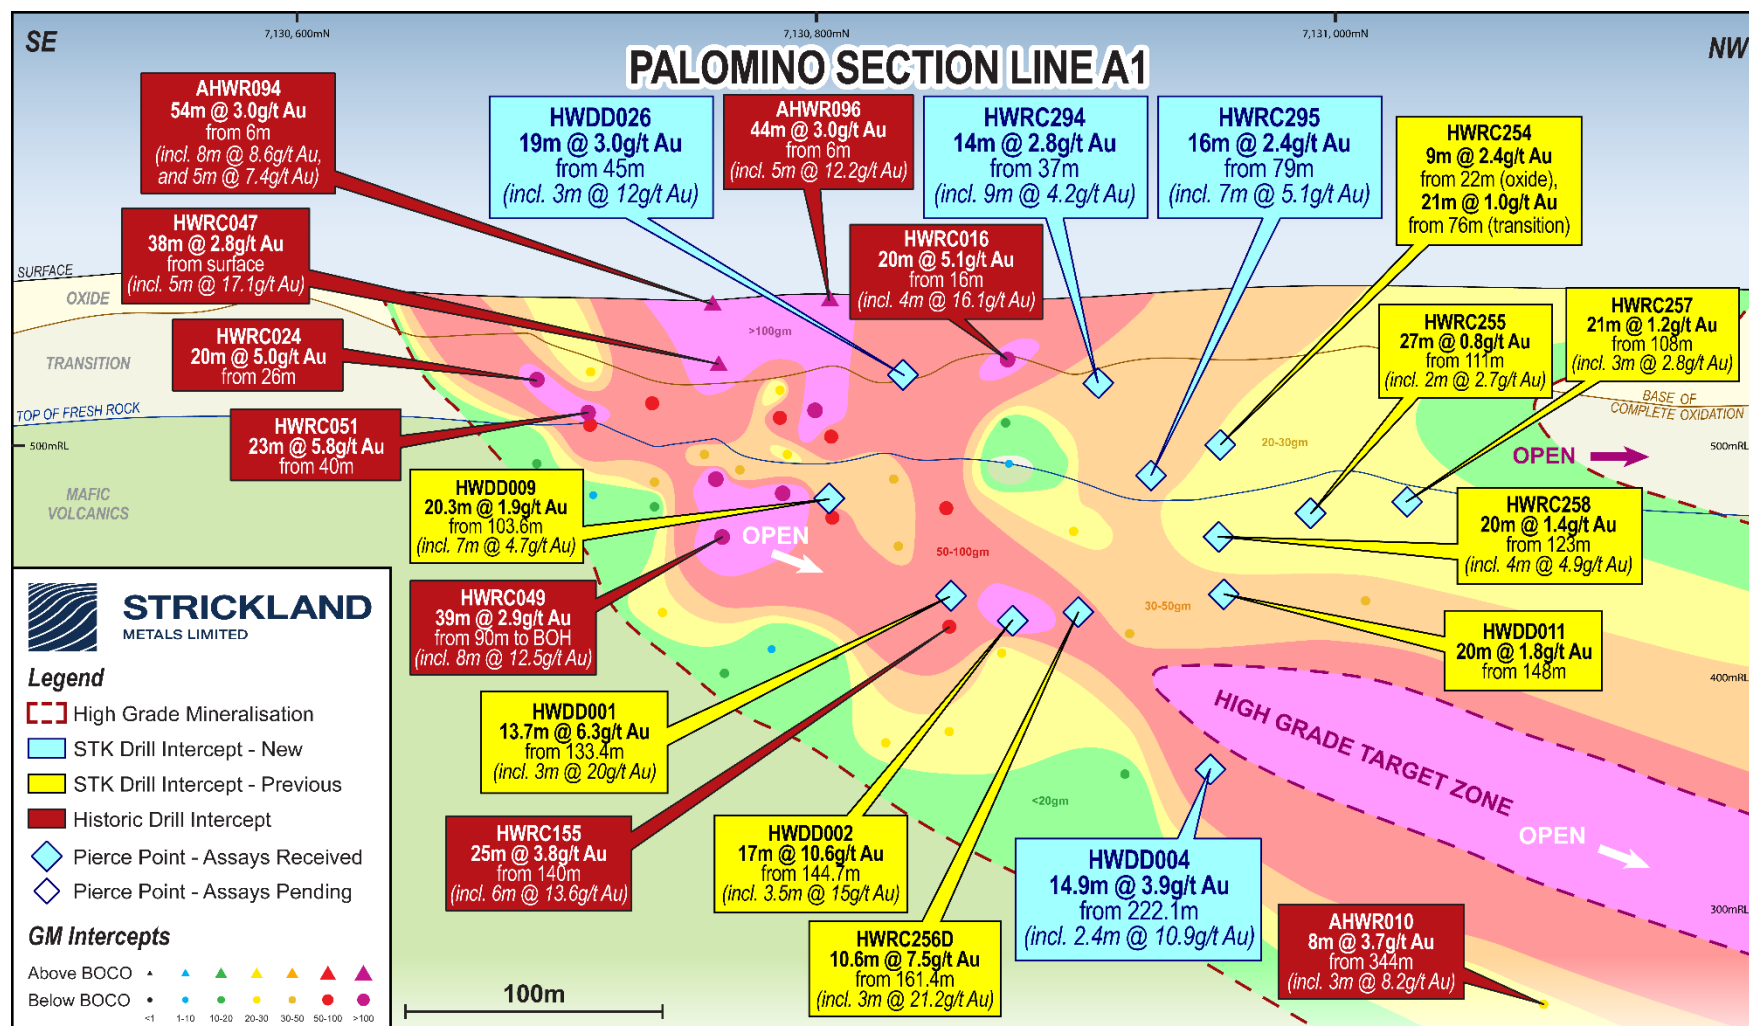 SE
7,130,600mN
7,130,800mN
7,131,000mN
NW
PALOMINO SECTION LINE A1
AHWR094
54m @ 3.0g/t Au
from 6m
(incl. 8m @ 8.6g/t Au,
and 5m @ 7.4g/t Au)
HWDD026
19m @ 3.0g/t Au
from 45m
(incl. 3m @ 12g/t Au)
AHWR096
44m @ 3.0g/t Au
from 6m
(incl. 5m @ 12.2g/t Au)
HWRC294
14m @ 2.8g/t Au
from 37m
(incl. 9m @ 4.2g/t Au)
HWRC295
16m @ 2.4g/t Au
from 79m
(incl. 7m @ 5.1g/t Au)
HWRC254
9m @ 2.4g/t Au
from 22m (oxide),
21m @ 1.0g/t Au
from 76m (transition)
HWRC047
38m @ 2.8g/t Au
from surface
(incl. 5m @ 17.1g/t Au)
HWRC016
20m @ 5.1g/t Au
from 16m
(incl. 4m @ 16.1g/t Au)
SURFACE
OXIDE
TRANSITION
TOP OF FRESH ROCK
500mRL
MAFIC
VOLCANICS
HWRC024
20m @ 5.0g/t Au
from 26m
>100gm
HWRC255
27m @ 0.8g/t Au
from 111m
(incl. 2m @ 2.7g/t Au)
HWRC257
21m @ 1.2g/t Au
from 108m
(incl. 3m @ 2.8g/t Au)
BASE OF
COMPLETE OXIDATION
HWRC051
23m @ 5.8g/t Au
from 40m
20-30gm
500mRL
OPEN
HWDD009
20.3m @ 1.9g/t Au
from 103.6m
(incl. 7m @ 4.7g/t Au)
OPEN
50-100gm
HWRC258
20m @ 1.4g/t Au
from 123m
(incl. 4m @ 4.9g/t Au)
HWRC049
39m @ 2.9g/t Au
from 90m to BOH
(incl. 8m @ 12.5g/t Au)
30-50gm
HWDD011
20m @ 1.8g/t Au
from 148m
400mRL
HWDD001
13.7m @ 6.3g/t Au
from 133.4m
(incl. 3m @ 20g/t Au)
HIGH GRADE TARGET ZONE
<20gm
OPEN
HWRC155
25m @ 3.8g/t Au
from 140m
(incl. 6m @ 13.6g/t Au)
HWDD002
17m @ 10.6g/t Au
from 144.7m
(incl. 3.5m @ 15g/t Au)
HWDD004
14.9m @ 3.9g/t Au
from 222.1m
(incl. 2.4m @ 10.9g/t Au)
300mRL
HWRC256D
10.6m @ 7.5g/t Au
from 161.4m
(incl. 3m @ 21.2g/t Au)
AHWR010
8m @ 3.7g/t Au
from 344m
(incl. 3m @ 8.2g/t Au)
100m
STRICKLAND
METALS LIMITED
Legend
High Grade Mineralisation
STK Drill Intercept - New
STK Drill Intercept - Previous
Historic Drill Intercept
Pierce Point - Assays Received
Pierce Point - Assays Pending
GM Intercepts
Above BOCO
Below BOCO
<1 1-10 10-20 20-30 30-50 50-100 >100